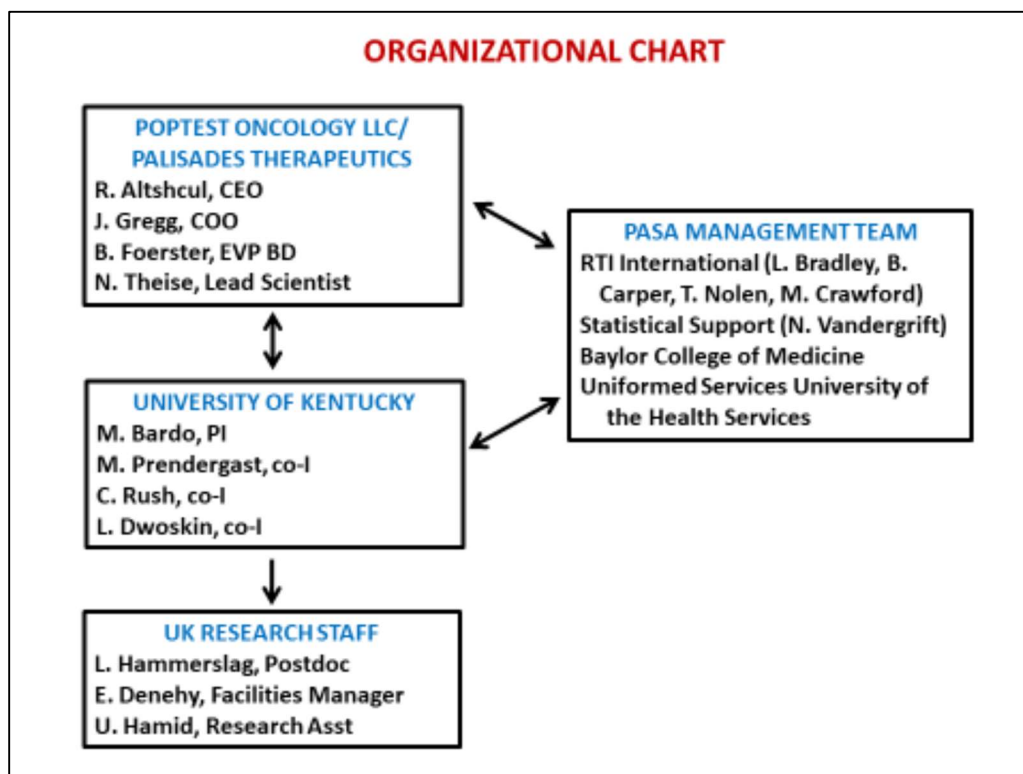 ORGANIZATIONAL CHART
POPTEST ONCOLOGY LLC/
PALISADES THERAPEUTICS
R. Altshcul, CEO
J. Gregg, COO
B. Foerster, EVP BD
N. Theise, Lead Scientist
PASA MANAGEMENT TEAM
RTI International (L. Bradley, B.
Carper, T. Nolen, M. Crawford)
Statistical Support (N. Vandergrift)
Baylor College of Medicine
Uniformed Services University of
the Health Services
UNIVERSITY OF KENTUCKY
M. Bardo, PI
M. Prendergast, co-I
C. Rush, co-I
L. Dwoskin, co-I
UK RESEARCH STAFF
L. Hammerslag, Postdoc
E. Denehy, Facilities Manager
U. Hamid, Research Asst